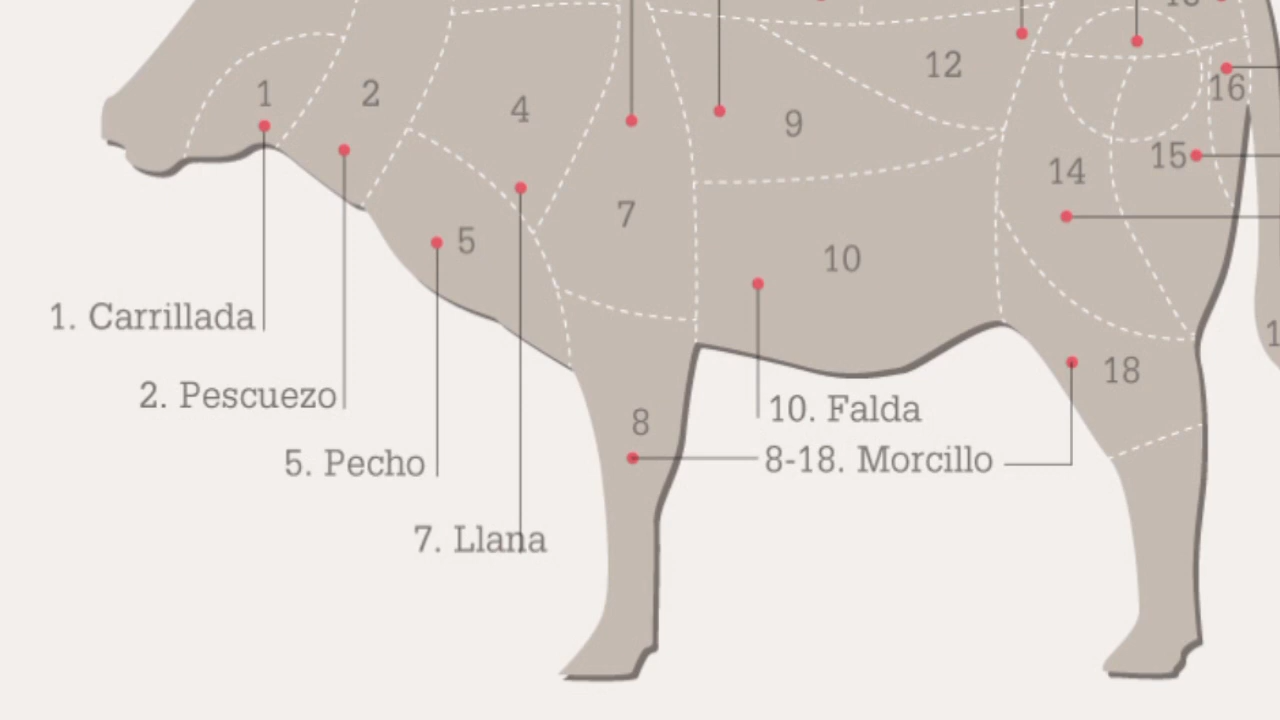 12
16
1
2
4
9
15
14
7
5
10
1. Carrillada
18
2. Pescuezo
10. Falda
8
5. Pecho
8-18. Morcillo
7. Llana